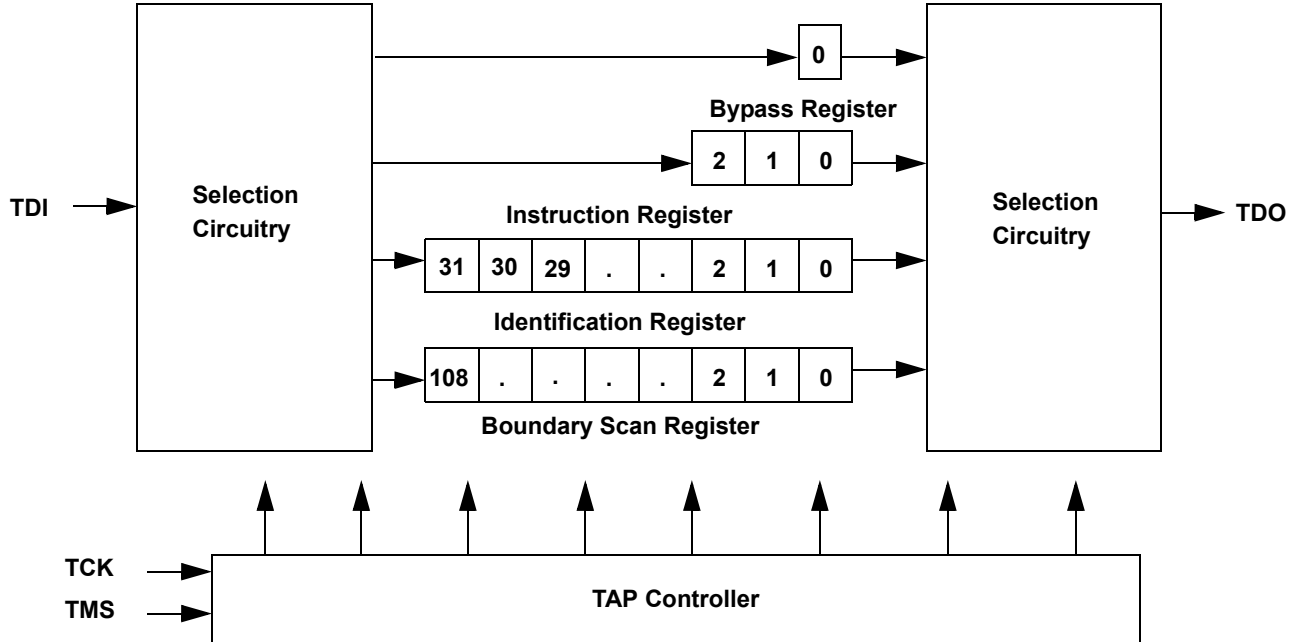 0
Bypass Register
2 1 0
Selection
Circuitry
Selection
Circuitry
TDI
TDO
Instruction Register
31 30 29 . . 2 1 0
Identification Register
108 . . . . 2 1 0
Boundary Scan Register
TCK
TMS
TAP Controller